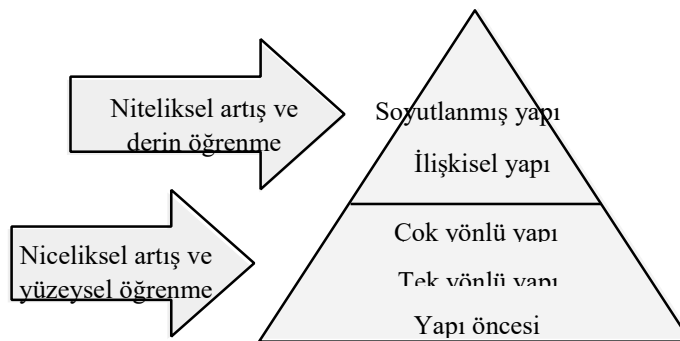 Niteliksel artış ve
derin öğrenme
Soyutlanmış yapı
İlişkisel yapı
Niceliksel artış ve
yüzeysel öğrenme
Çok yönlü yapı
Tek yönlü yapı
Yapı öncesi